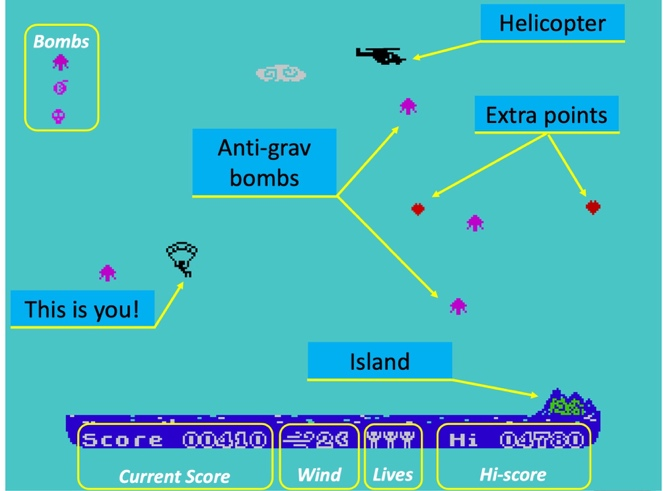 Helicopter
Bombs
Extra points
Anti-grav
bombs
This is you!
Island
Score 00410
2
Hi 04780
Current Score
Wind
Lives
Hi-score